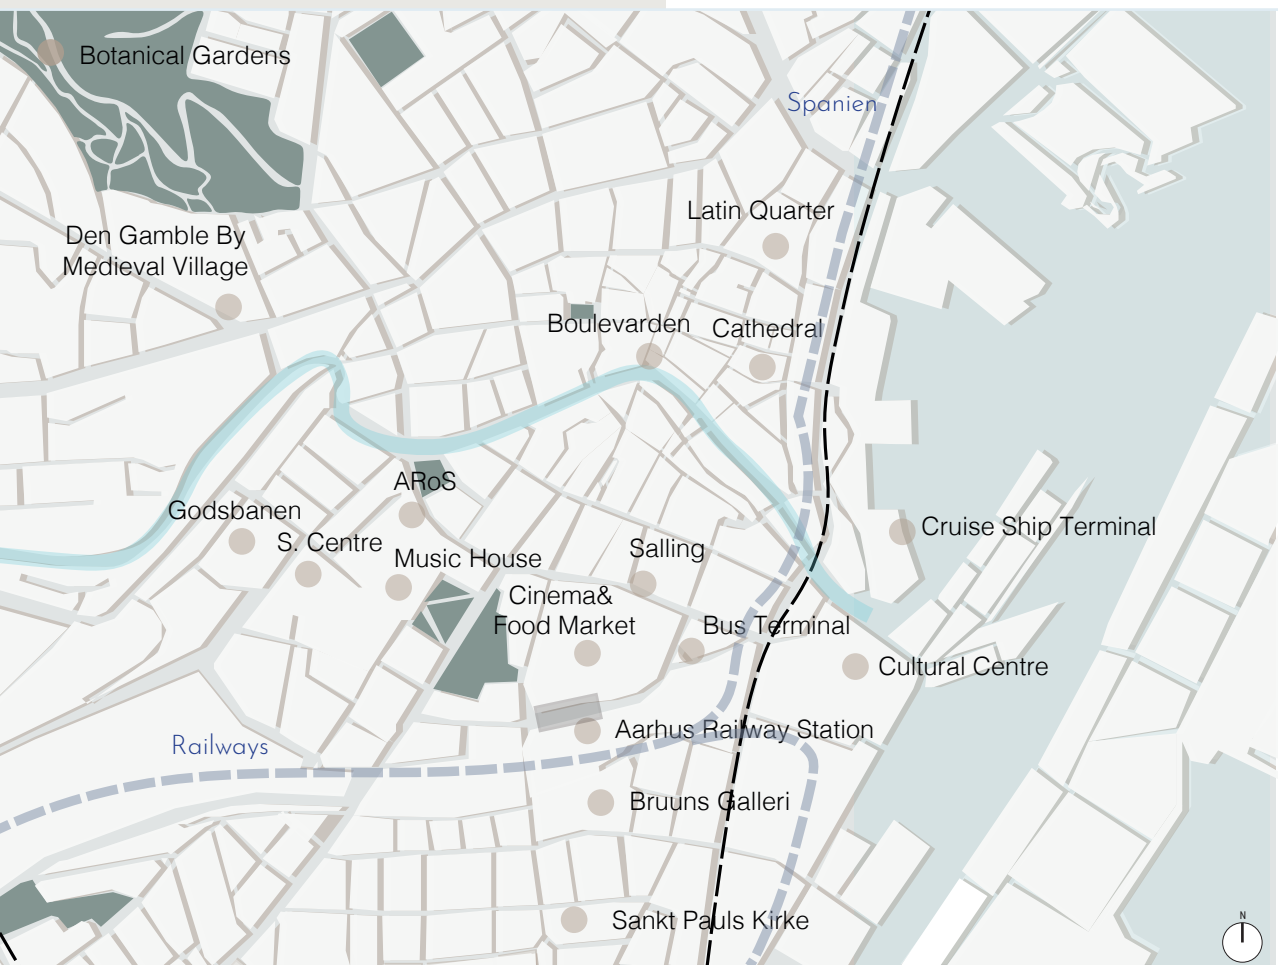 Botanical Gardens
Spanien
Latin Quarter
Den Gamble By
Medieval Village
Boulevarden
Cathedral
ARoS
Godsbanen
S. Centre
Music House
Salling
Cruise Ship Terminal
Cinema&
Food Market
Bus Terminal
Cultural Centre
Aarhus Railway Station
Railways
Bruuns Galleri
Sankt Pauls Kirke
N